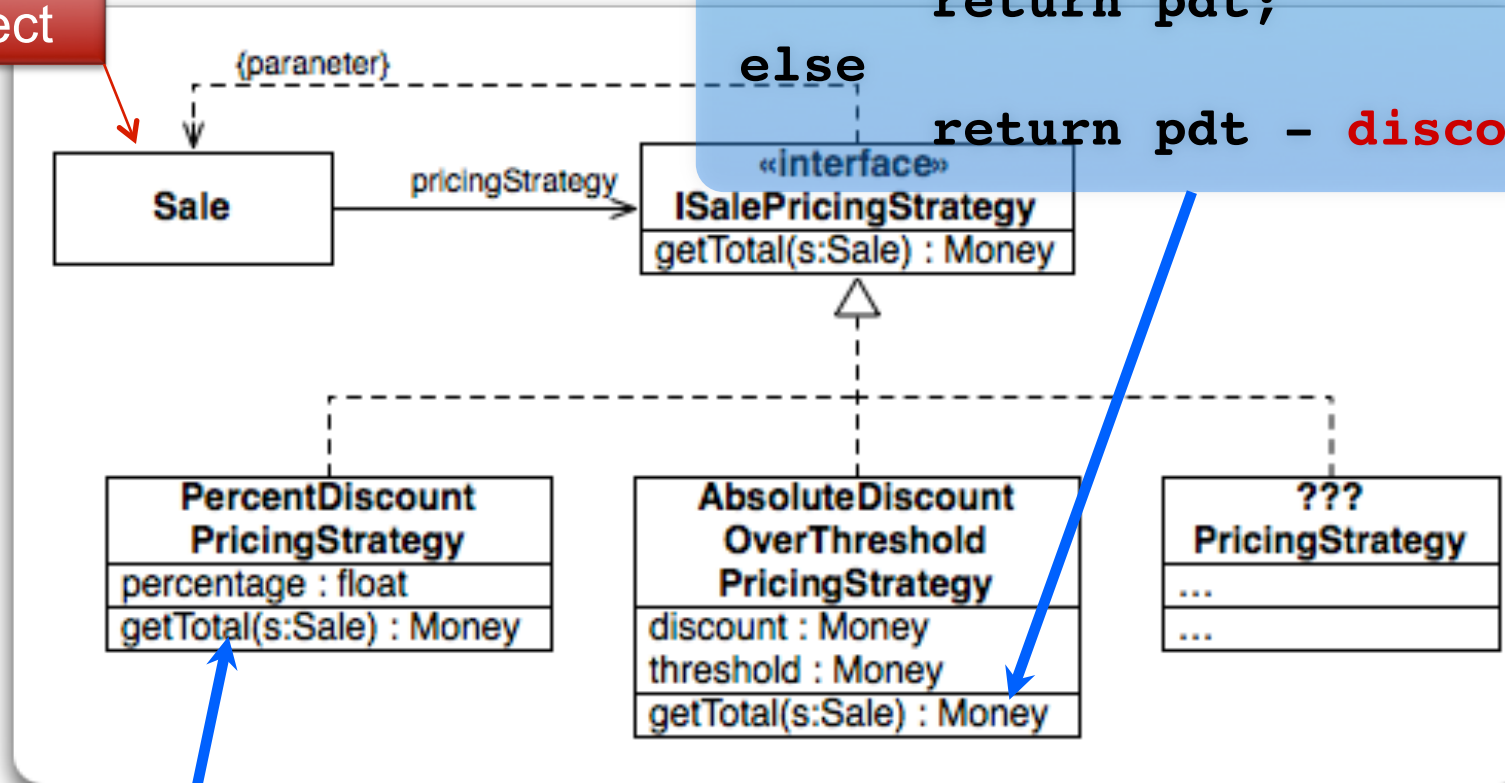 ect
return pdt;
else
return pdt - disco
{paraneter}
Sale
pricingStrategy
«interface»
ISalePricingStrategy
getTotal(s:Sale) : Money
PercentDiscount
PricingStrategy
percentage : float
getTotal(s:Sale) : Money
AbsoluteDiscount
OverThreshold
PricingStrategy
discount : Money
threshold : Money
getTotal(s:Sale) : Money
???
PricingStrategy
...
...